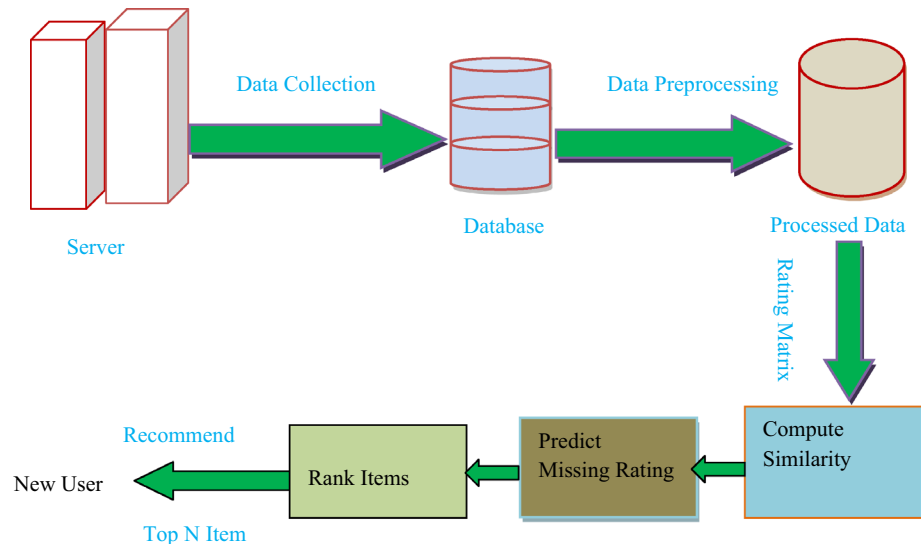 Data Collection
Data Preprocessing
Server
Database
Processed Data
Rating Matrix
Compute
Similarity
Predict
Missing Rating
Rank Items
Recommend
New User
Top N Item